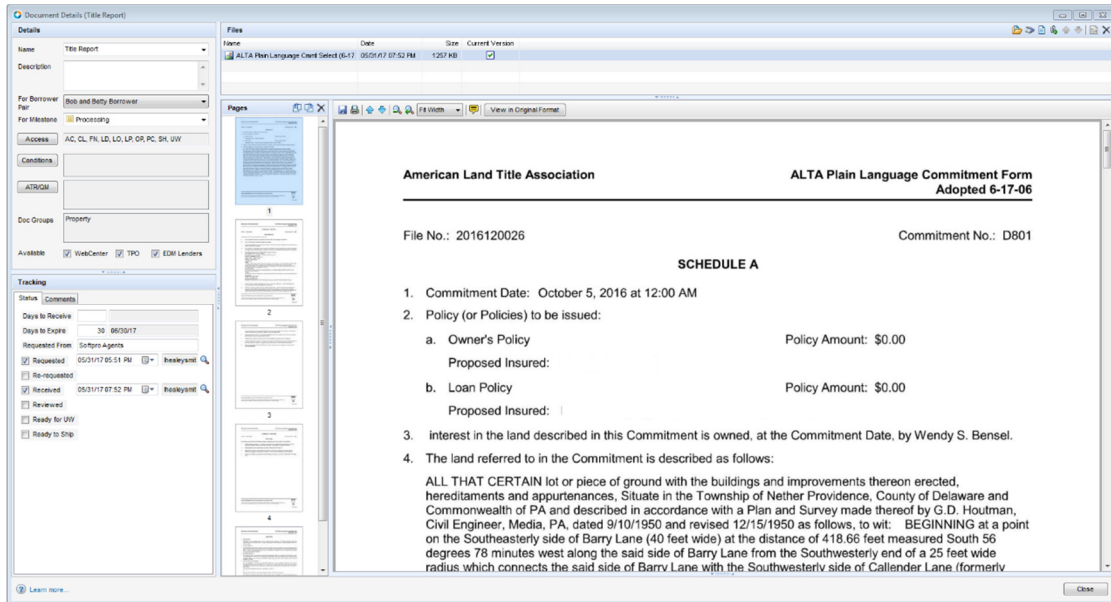 Document Details (Title Report)
Details
Name
Title Report
Description
For Borrower
Pair
Bob and Betty Borrower
For Milestone
Processing
Access
AC, CL, FN, LD, LO, LP, OP, PC, SH, UW
Conditions
ATR/QM
Doc Groups
Property
Available
WebCenter
TPO
EDM Lenders
Tracking
Status
Comments
Days to Receive
Days to Expire
30
06/30/17
Requested From
Softpro Agents
Requested
05/31/17 05:51 PM
Re-requested
Received
05/31/17 07:52 PM
Reviewed
Ready for UW
Ready to Ship
Learn more...
Files
Name
Date
Size
Current Version
ALTA Plain Language Cmnt Select (6-17
05/31/17 07:52 PM
1257 KB
Pages
1
2
3
4
Fit Width
View in Original Format
American Land Title Association
ALTA Plain Language Commitment Form
Adopted 6-17-06
File No.: 2016120026
Commitment No.: D801
SCHEDULE A
1. Commitment Date: October 5, 2016 at 12:00 AM
2. Policy (or Policies) to be issued:
a. Owner's Policy
Policy Amount: $0.00
Proposed Insured:
b. Loan Policy
Policy Amount: $0.00
Proposed Insured:
3. interest in the land described in this Commitment is owned, at the Commitment Date, by Wendy S. Bensel.
4. The land referred to in the Commitment is described as follows:
ALL THAT CERTAIN lot or piece of ground with the buildings and improvements thereon erected,
hereditaments and appurtenances, Situate in the Township of Nether Providence, County of Delaware and
Commonwealth of PA and described in accordance with a Plan and Survey made thereof by G.D. Houtman,
Civil Engineer, Media, PA, dated 9/10/1950 and revised 12/15/1950 as follows, to wit: BEGINNING at a point
on the Southeasterly side of Barry Lane (40 feet wide) at the distance of 418.66 feet measured South 56
degrees 78 minutes west along the said side of Barry Lane from the Southwesterly end of a 25 feet wide
radius which connects the said side of Barry Lane with the Southwesterly side of Callender Lane (formerly
Close